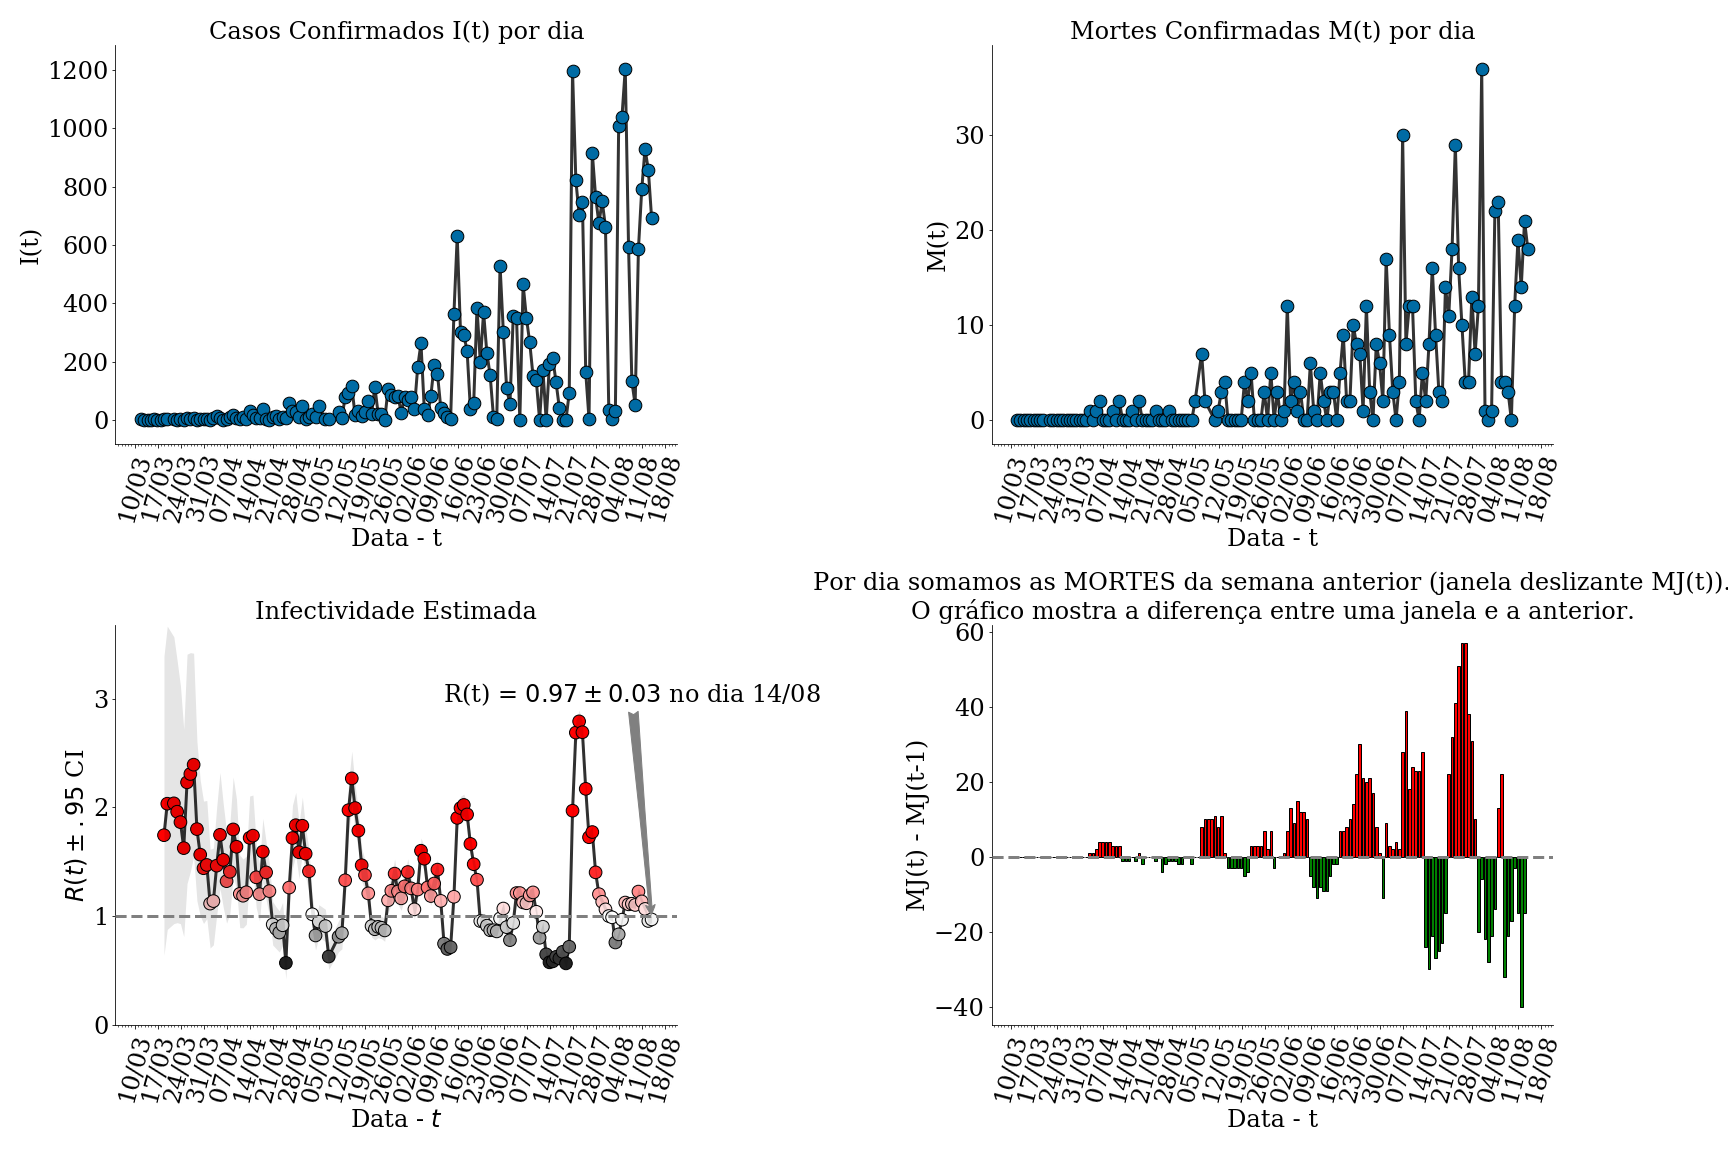 Casos Confirmados I(t) por dia
I(t)
1200
1000
800
600
400
200
0
10/03 17/03 24/03 31/03 07/04 14/04 21/04 28/04 05/05 12/05 19/05 26/05 02/06 09/06 16/06 23/06 30/06 07/07 14/07 21/07 28/07 04/08 11/08 18/08
Data - t
Mortes Confirmadas M(t) por dia
M(t)
30
20
10
0
10/03 17/03 24/03 31/03 07/04 14/04 21/04 28/04 05/05 12/05 19/05 26/05 02/06 09/06 16/06 23/06 30/06 07/07 14/07 21/07 28/07 04/08 11/08 18/08
Data - t
Infectividade Estimada
R(t) ± .95 CI
3
2
1
0
R(t) = 0.97 ± 0.03 no dia 14/08
10/03 17/03 24/03 31/03 07/04 14/04 21/04 28/04 05/05 12/05 19/05 26/05 02/06 09/06 16/06 23/06 30/06 07/07 14/07 21/07 28/07 04/08 11/08 18/08
Data - t
Por dia somamos as MORTES da semana anterior (janela deslizante MJ(t)).
O gráfico mostra a diferença entre uma janela e a anterior.
MJ(t) - MJ(t-1)
60
40
20
0
−20
−40
10/03 17/03 24/03 31/03 07/04 14/04 21/04 28/04 05/05 12/05 19/05 26/05 02/06 09/06 16/06 23/06 30/06 07/07 14/07 21/07 28/07 04/08 11/08 18/08
Data - t